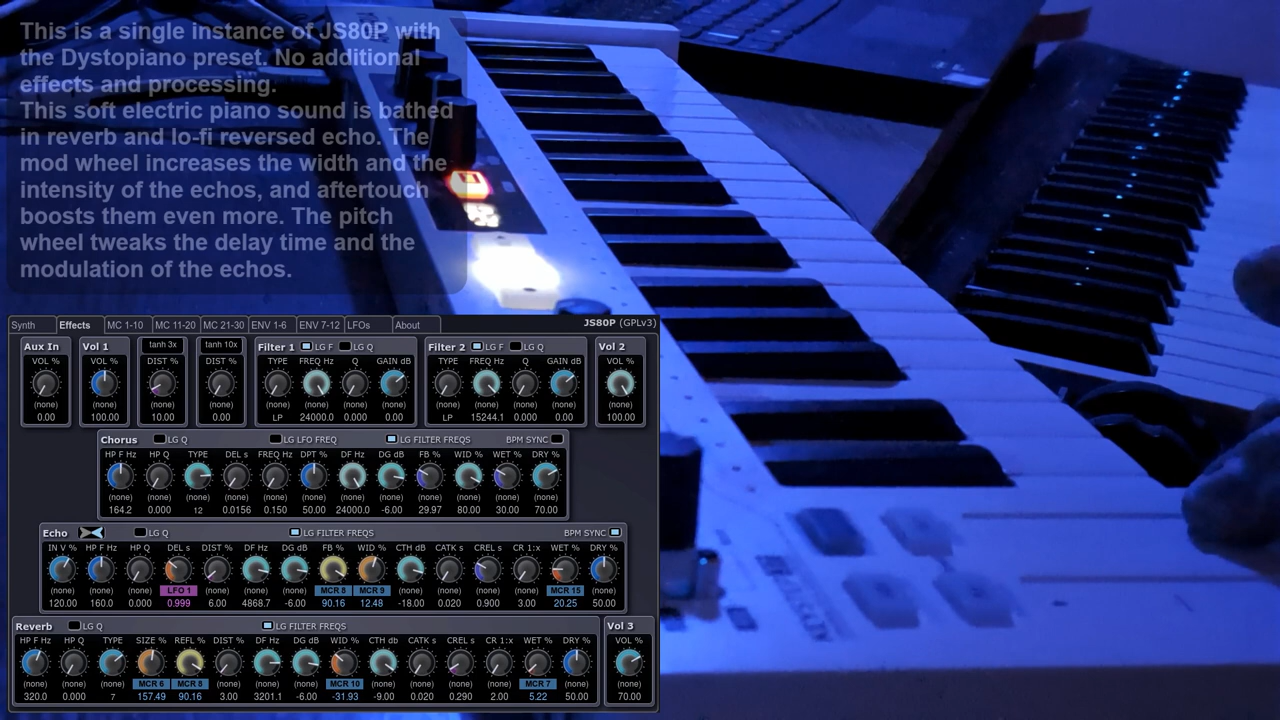 This is a single instance of JS80P with
the Dystopiano preset. No additional
effects and processing.
This soft electric piano sound is bathed
in reverb and lo-fi reversed echo. The
mod wheel increases the width and the
intensity of the echos, and aftertouch
boosts them even more. The pitch
wheel tweaks the delay time and the
modulation of the echos.
JS80P (GPLv3)
Synth Effects MC 1-10 MC 11-20 MC 21-30 ENV 1-6 ENV 7-12 LFOs About
Aux In Vol 1 tanh 3x tanh 10x Filter 1 LG F LG Q Filter 2 LG F LG Q Vol 2
VOL % VOL % DIST % DIST % TYPE FREQ Hz Q GAIN dB TYPE FREQ Hz Q GAIN dB VOL %
(none) (none) (none) (none) (none) (none) (none) (none) (none) (none) (none) (none) (none)
0.00 100.00 10.00 0.00 LP 24000.0 0.000 0.00 LP 15244.1 0.000 0.00 100.00
Chorus LG Q LG LFO FREQ LG FILTER FREQS BPM SYNC
HP F Hz HP Q TYPE DEL s FREQ Hz DPT % DF Hz DG dB FB % WID % WET % DRY %
(none) (none) (none) (none) (none) (none) (none) (none) (none) (none) (none) (none)
164.2 0.000 12 0.0156 0.150 50.00 24000.0 -6.00 29.97 80.00 30.00 70.00
Echo LG Q LG FILTER FREQS BPM SYNC
IN V % HP F Hz HP Q DEL s DIST % DF Hz DG dB FB % WID % CTH dB CATK s CREL s CR 1:x WET % DRY %
(none) (none) (none) LFO 1 (none) (none) (none) MCR 8 MCR 9 (none) (none) (none) (none) MCR 15 (none)
120.00 160.0 0.000 0.999 6.00 4868.7 -6.00 90.16 12.48 -18.00 0.020 0.900 3.00 20.25 50.00
Reverb LG Q LG FILTER FREQS Vol 3
HP F Hz HP Q TYPE SIZE % REFL % DIST % DF Hz DG dB WID % CTH db CATK s CREL s CR 1:x WET % DRY % VOL %
(none) (none) (none) MCR 6 MCR 8 (none) (none) (none) MCR 10 (none) (none) (none) (none) MCR 7 (none) (none)
320.0 0.000 7 157.49 90.16 3.00 3201.1 -6.00 -31.93 -9.00 0.020 0.290 2.00 5.22 50.00 70.00